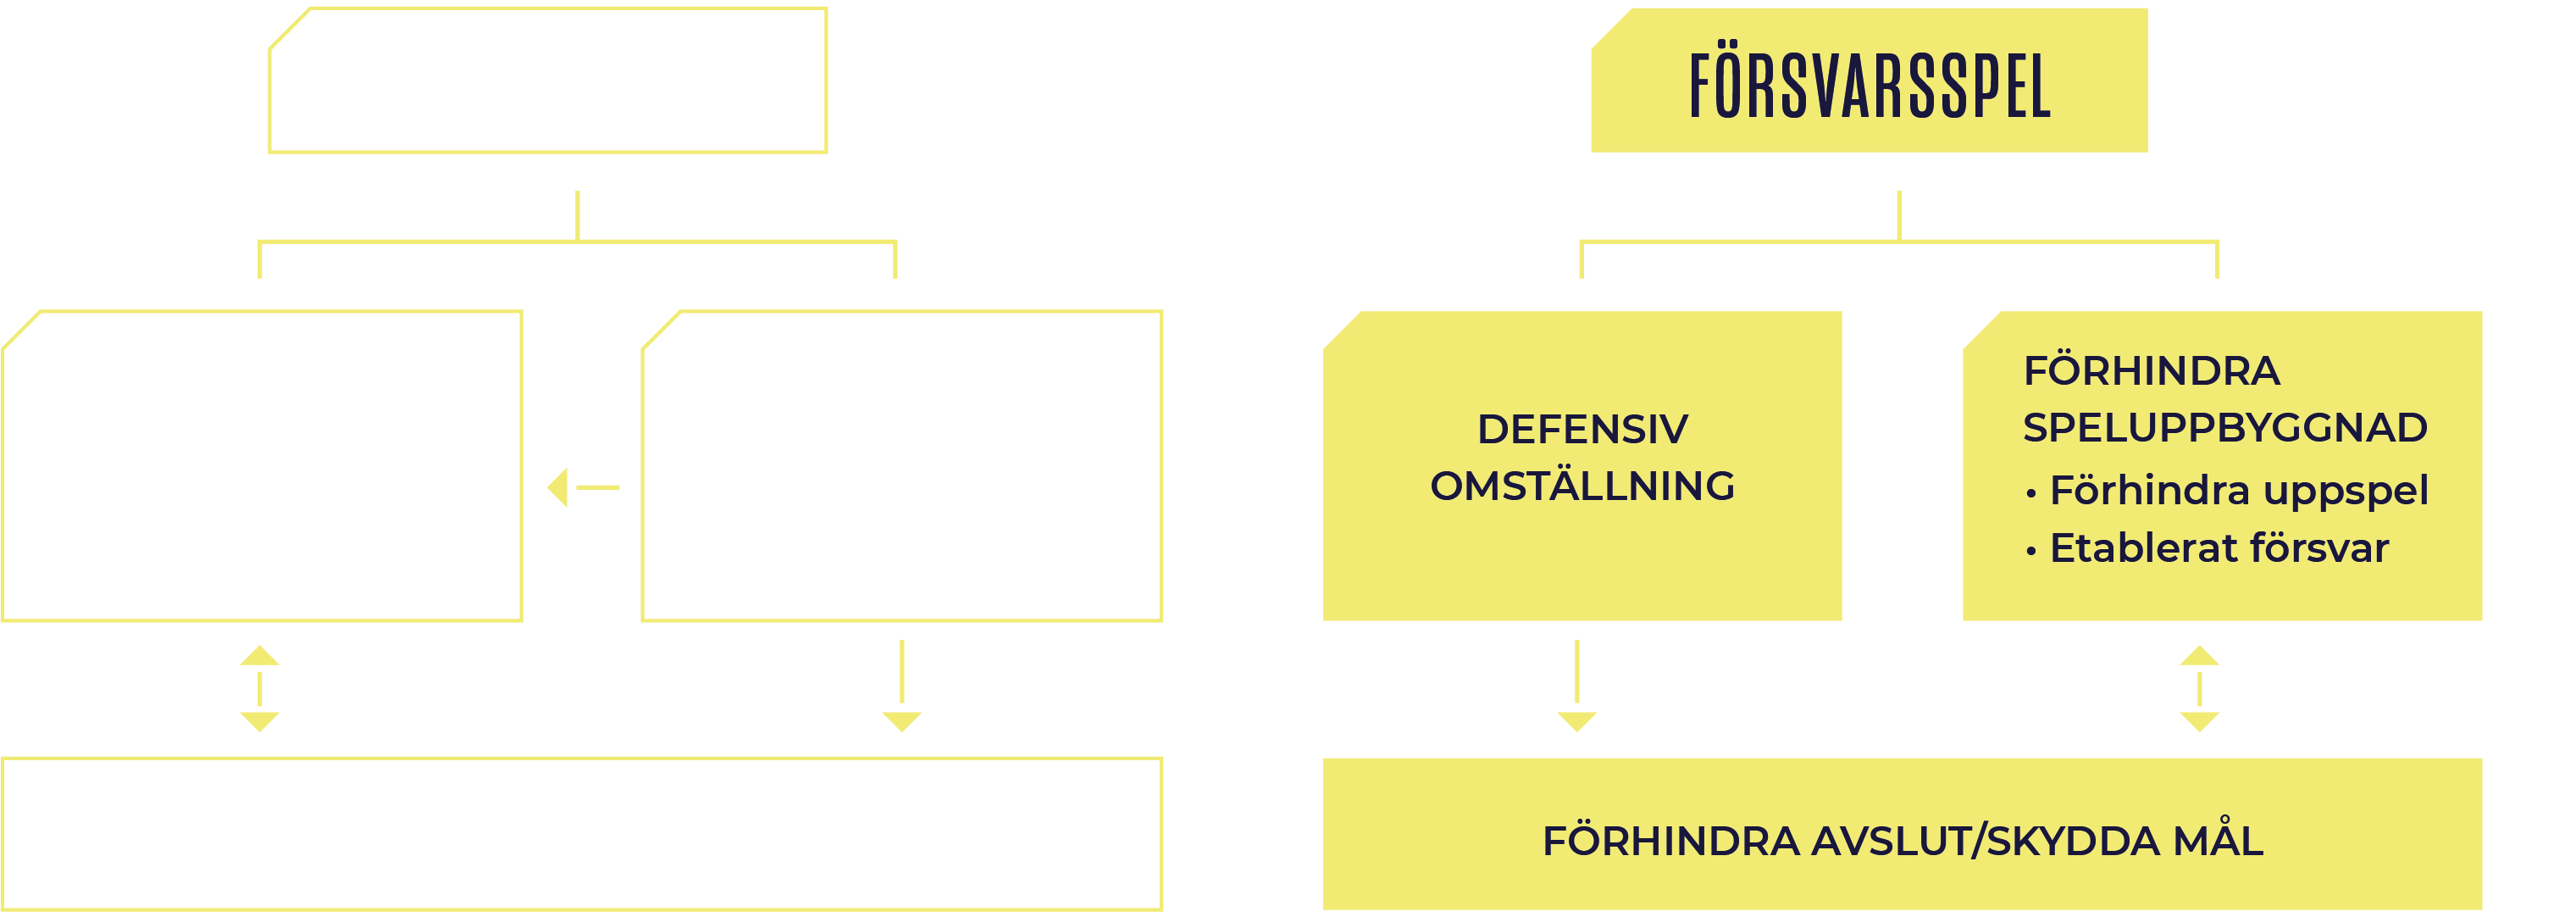 FÖRSVARSSPEL
DEFENSIV
OMSTÄLLNING
FÖRHINDRA
SPELUPPBYGGNAD
• Förhindra uppspel
• Etablerat försvar
FÖRHINDRA AVSLUT/SKYDDA MÅL